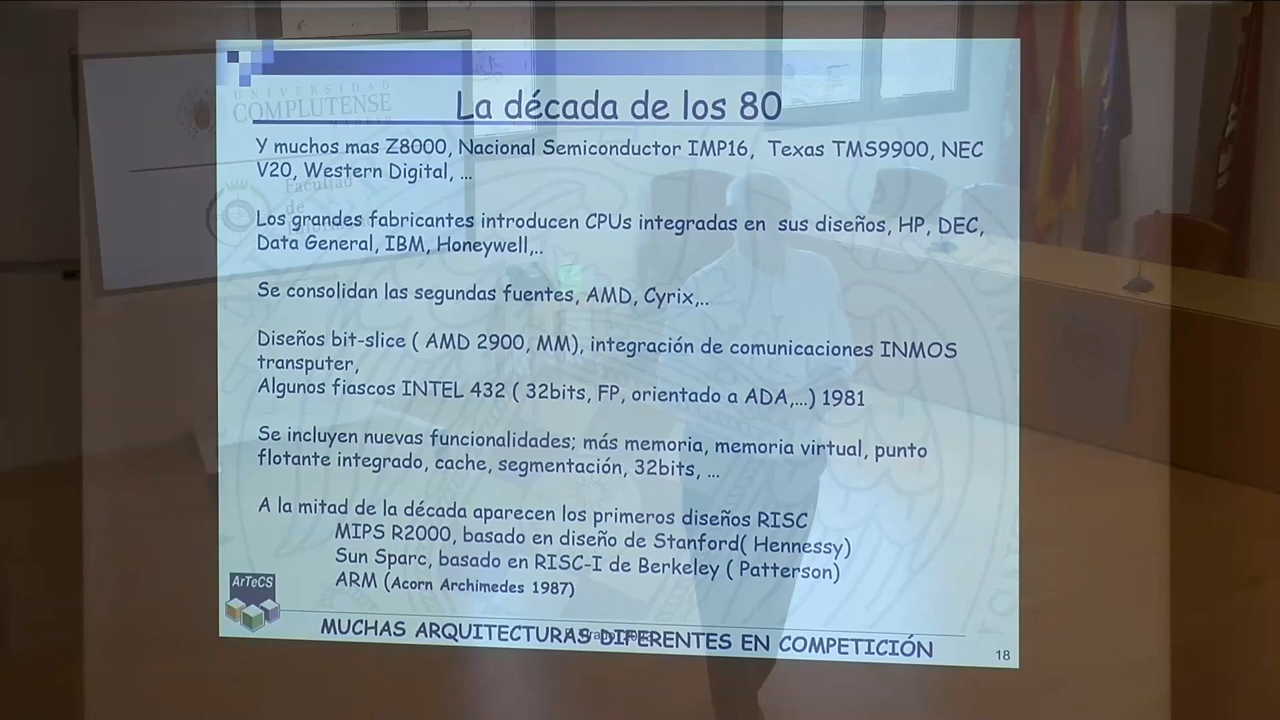 UNIVERSIDAD
COMPLUTENSE
Facultad
de
La década de los 80
Y muchos mas Z8000, Nacional Semiconductor IMP16, Texas TMS9900, NEC
V20, Western Digital, ...
Los grandes fabricantes introducen CPUs integradas en sus diseños, HP, DEC,
Data General, IBM, Honeywell,..
Se consolidan las segundas fuentes, AMD, Cyrix,..
Diseños bit-slice ( AMD 2900, MM), integración de comunicaciones INMOS
transputer,
Algunos fiascos INTEL 432 ( 32bits, FP, orientado a ADA,...) 1981
Se incluyen nuevas funcionalidades; más memoria, memoria virtual, punto
flotante integrado, cache, segmentación, 32bits, ...
A la mitad de la década aparecen los primeros diseños RISC
MIPS R2000, basado en diseño de Stanford( Hennessy)
Sun Sparc, basado en RISC-I de Berkeley ( Patterson)
ARM (Acorn Archimedes 1987)
ArTeCS
MUCHAS ARQUITECTURAS DIFERENTES EN COMPETICIÓN
18